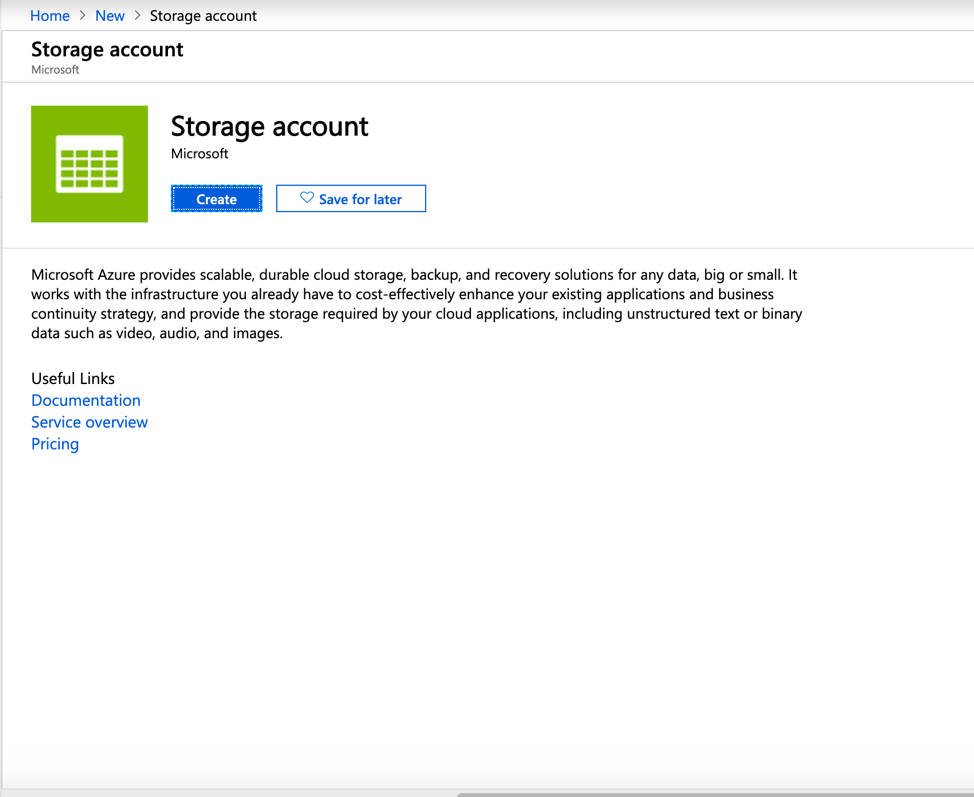 Home > New > Storage account
Storage account
Microsoft
Storage account
Microsoft
Create
Save for later
Microsoft Azure provides scalable, durable cloud storage, backup, and recovery solutions for any data, big or small. It
works with the infrastructure you already have to cost-effectively enhance your existing applications and business
continuity strategy, and provide the storage required by your cloud applications, including unstructured text or binary
data such as video, audio, and images.
Useful Links
Documentation
Service overview
Pricing